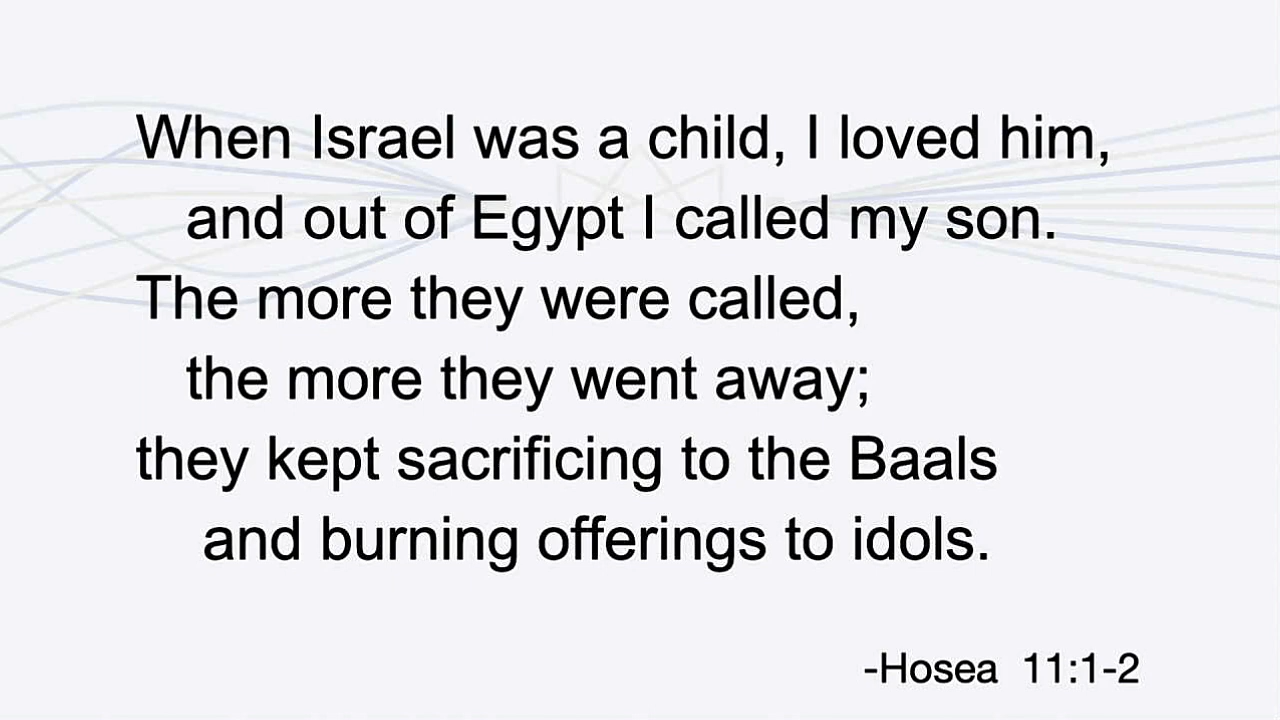 When Israel was a child, I loved him,
and out of Egypt I called my son.
The more they were called,
the more they went away;
they kept sacrificing to the Baals
and burning offerings to idols.
-Hosea 11:1-2